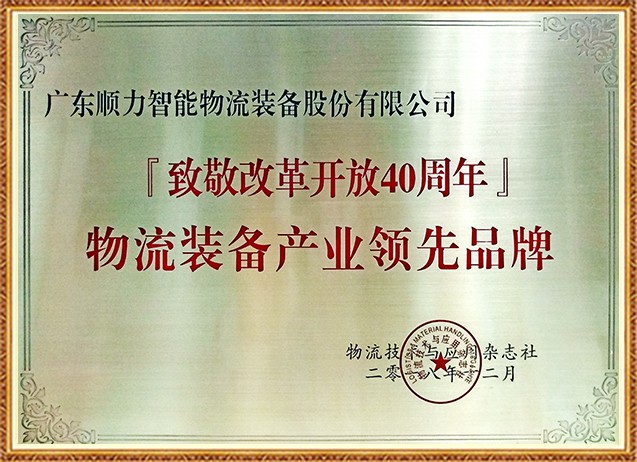 广东顺力智能物流装备股份有限公司
『致敬改革开放40周年』
物流装备产业领先品牌
物流技术与应用杂志社
二零一八年十二月